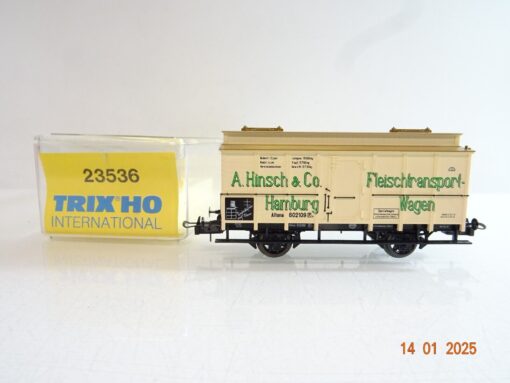 23536
TRIX HO
INTERNATIONAL
A. Hinsch & Co. Fleischtransport-
Hamburg Wagen
Altona 602109
14 01 2025